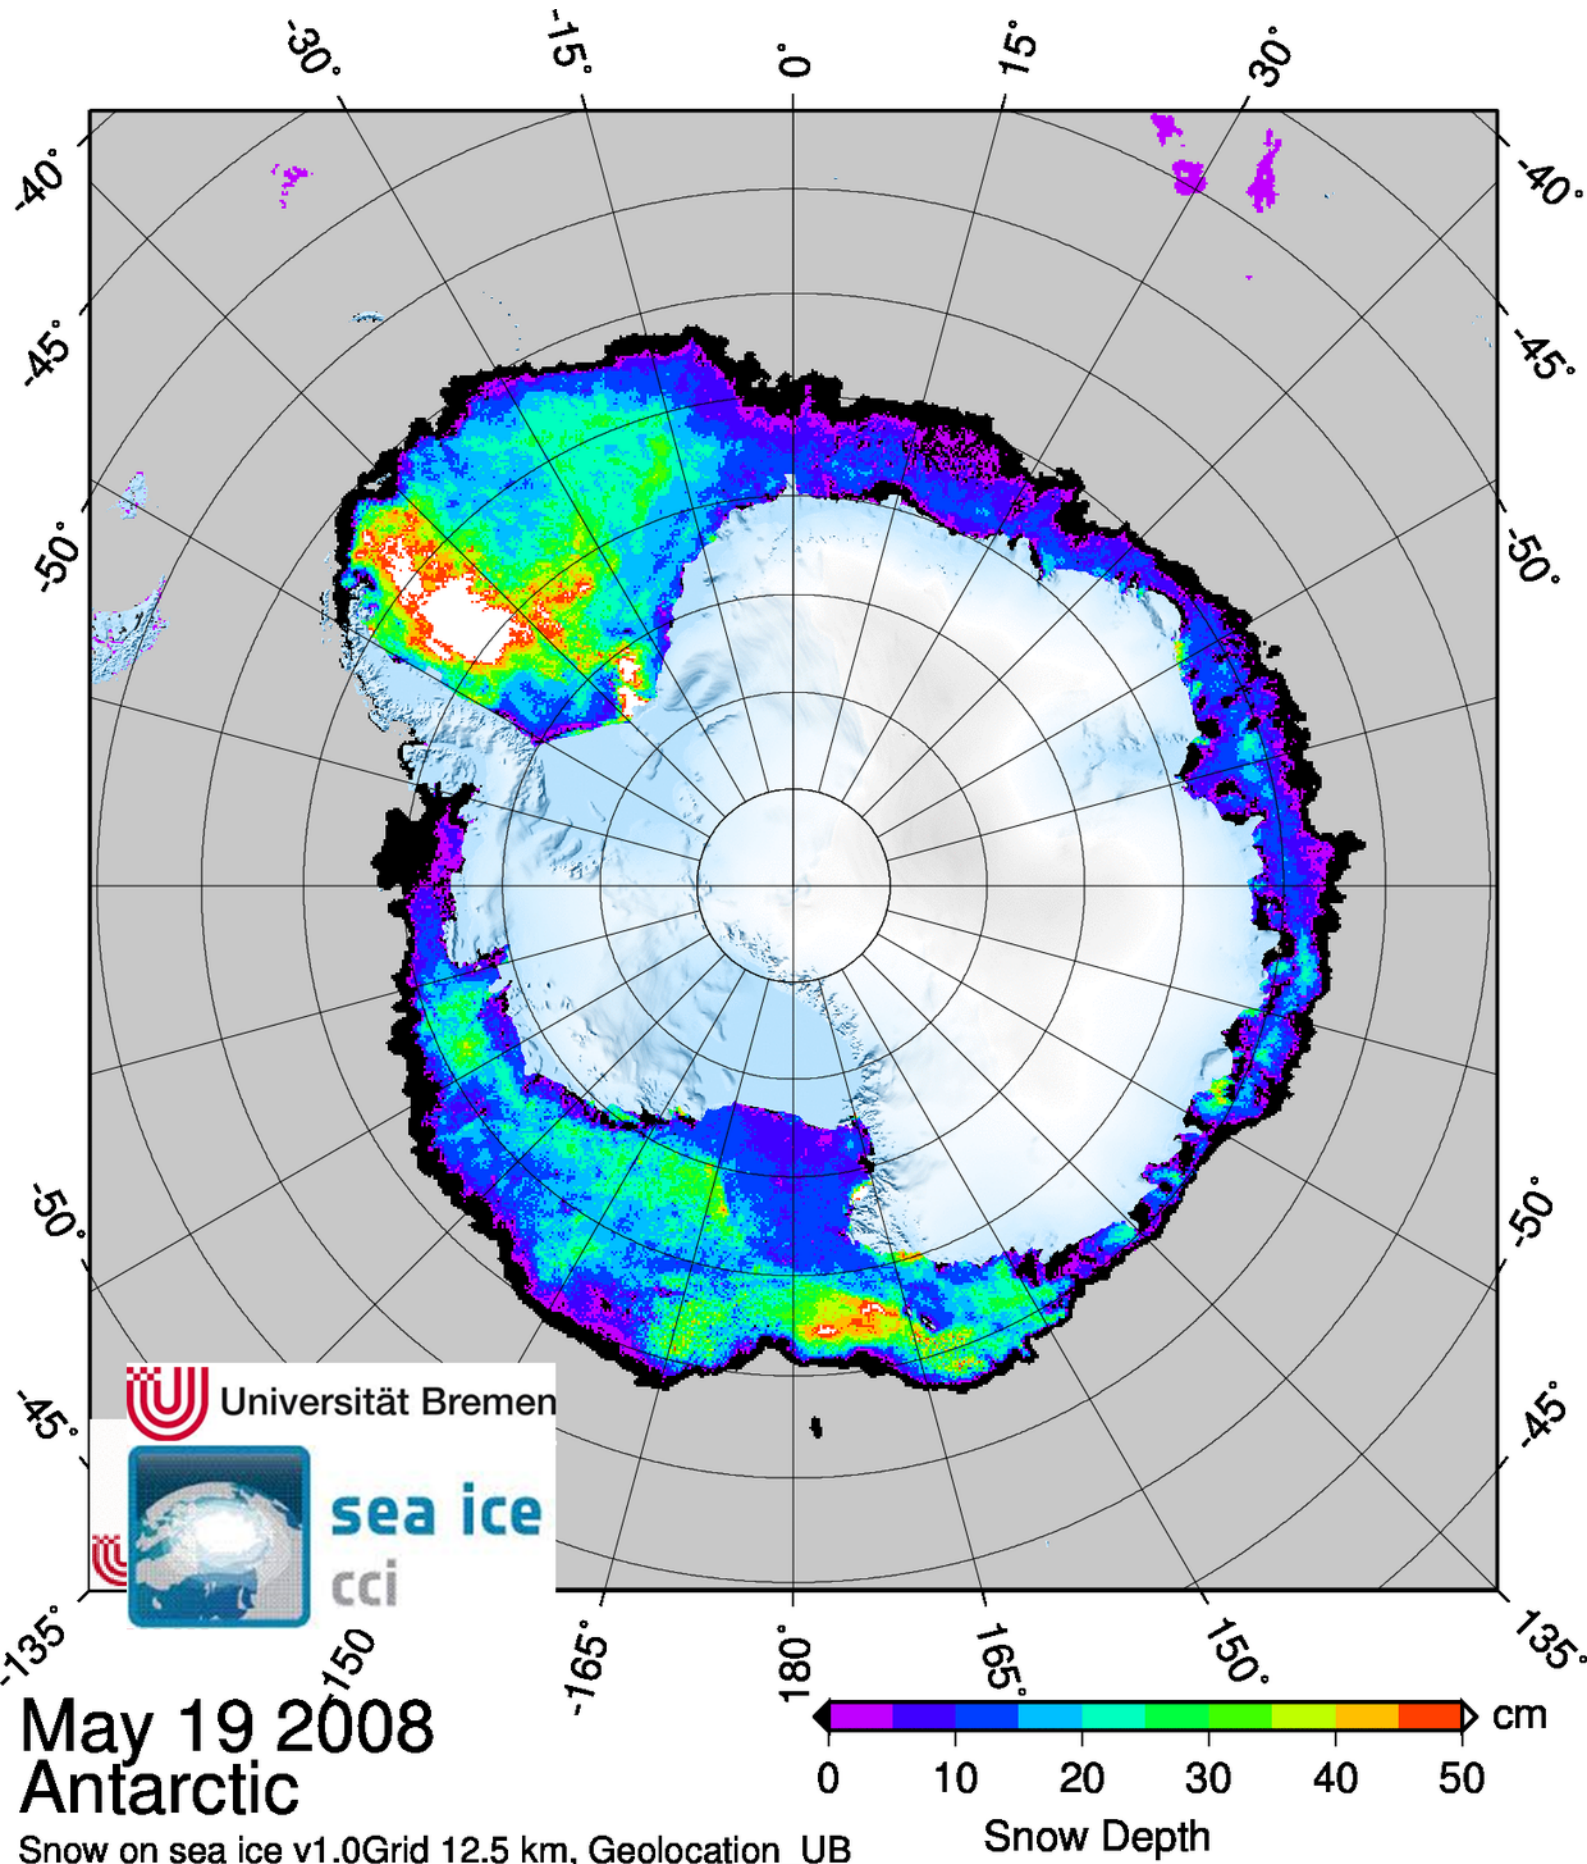 -30° -15° 0° 15° 30°
-40° -40°
-45° -45°
-50° -50°
-50° -50°
-45° -45°
Universität Bremen
sea ice
cci
-135° -150 -165° 180° 165° 150° 135°
May 19 2008
Antarctic
Snow on sea ice v1.0Grid 12.5 km, Geolocation UB
cm
0 10 20 30 40 50
Snow Depth